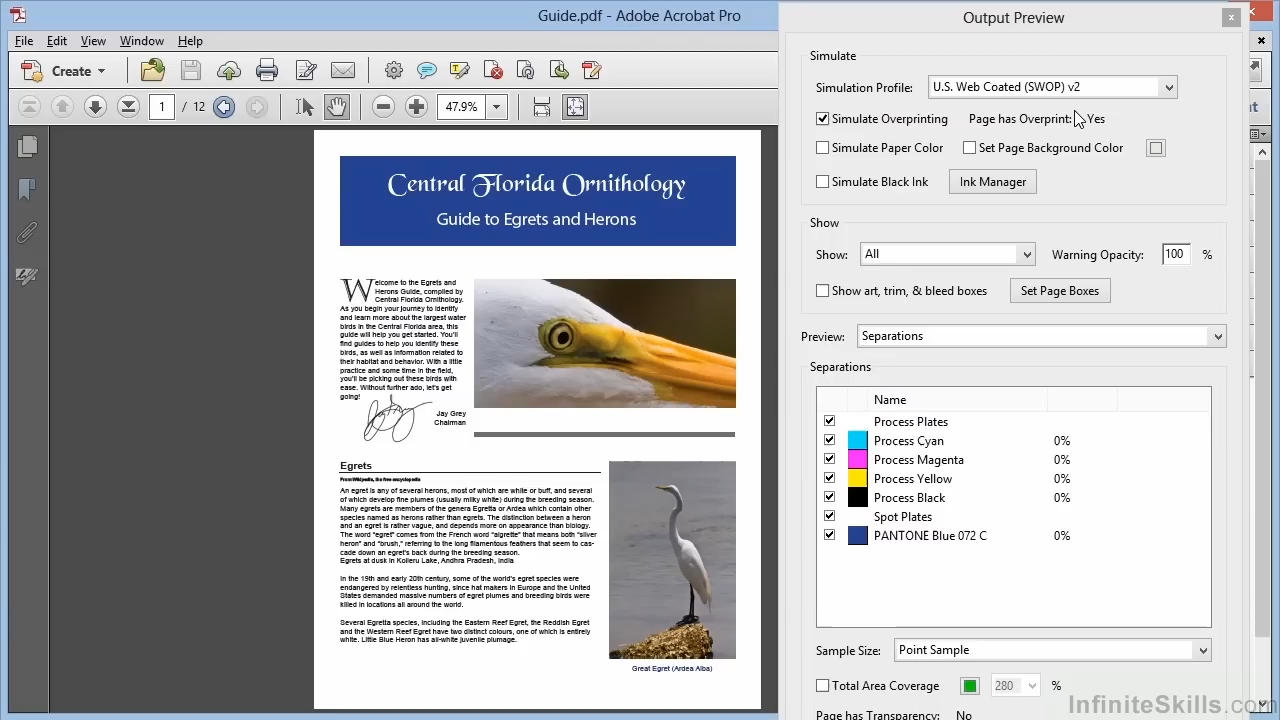 Guide.pdf - Adobe Acrobat Pro
File Edit View Window Help
Create
1 / 12
47.9%
Central Florida Ornithology
Guide to Egrets and Herons
Welcome to the Egrets and
Herons Guide, compiled by
Central Florida Ornithology.
As you begin your journey to identify
and learn more about the largest water
birds in the Central Florida area, this
guide will help you get started. You'll
find guides to help you identify these
birds, as well as information related to
their habitat and behavior. With a little
practice and some time in the field,
you'll be picking out these birds with
ease. Without further ado, let's get
going!
Jay Grey
Chairman
Egrets
From Wikipedia, the free encyclopedia
An egret is any of several herons, most of which are white or buff, and several
of which develop fine plumes (usually milky white) during the breeding season.
Many egrets are members of the genera Egretta or Ardea which contain other
species named as herons rather than egrets. The distinction between a heron
and an egret is rather vague, and depends more on appearance than biology.
The word "egret" comes from the French word "aigrette" that means both "silver
heron" and "brush," referring to the long filamentous feathers that seem to cas-
cade down an egret's back during the breeding season.
Egrets at dusk in Kolleru Lake, Andhra Pradesh, India
In the 19th and early 20th century, some of the world's egret species were
endangered by relentless hunting, since hat makers in Europe and the United
States demanded massive numbers of egret plumes and breeding birds were
killed in locations all around the world.
Several Egretta species, including the Eastern Reef Egret, the Reddish Egret
and the Western Reef Egret have two distinct colours, one of which is entirely
white. Little Blue Heron has all-white juvenile plumage.
Great Egret (Ardea Alba)
Output Preview
Simulate
Simulation Profile: U.S. Web Coated (SWOP) v2
Simulate Overprinting Page has Overprint: Yes
Simulate Paper Color Set Page Background Color
Simulate Black Ink Ink Manager
Show
Show: All Warning Opacity: 100 %
Show art, trim, & bleed boxes Set Page Boxes
Preview: Separations
Separations
Name
Process Plates
Process Cyan 0%
Process Magenta 0%
Process Yellow 0%
Process Black 0%
Spot Plates
PANTONE Blue 072 C 0%
Sample Size: Point Sample
Total Area Coverage 280 %
Page has Transparency: No
InfiniteSkills.com